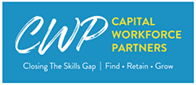 CWP
CAPITAL
WORKFORCE
PARTNERS
Closing The Skills Gap | Find • Retain • Grow